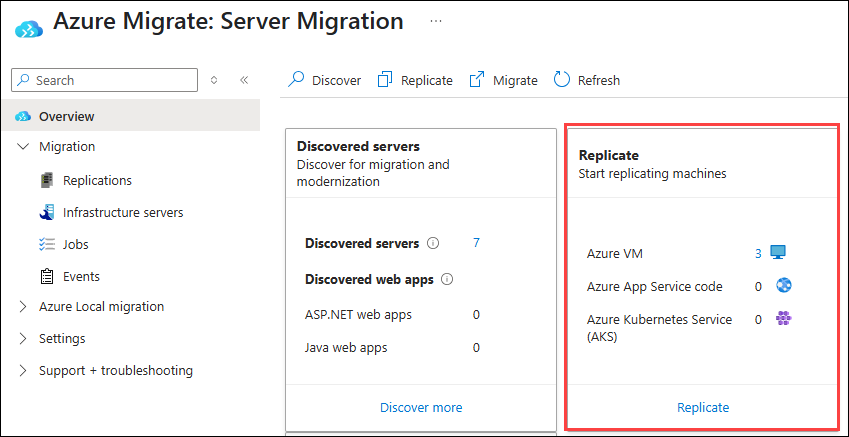 Azure Migrate: Server Migration ...
Search
Discover
Replicate
Migrate
Refresh
Overview
Migration
Replications
Infrastructure servers
Jobs
Events
Azure Local migration
Settings
Support + troubleshooting
Discovered servers
Discover for migration and
modernization
Discovered servers 7
Discovered web apps
ASP.NET web apps 0
Java web apps 0
Discover more
Replicate
Start replicating machines
Azure VM 3
Azure App Service code 0
Azure Kubernetes Service 0
(AKS)
Replicate